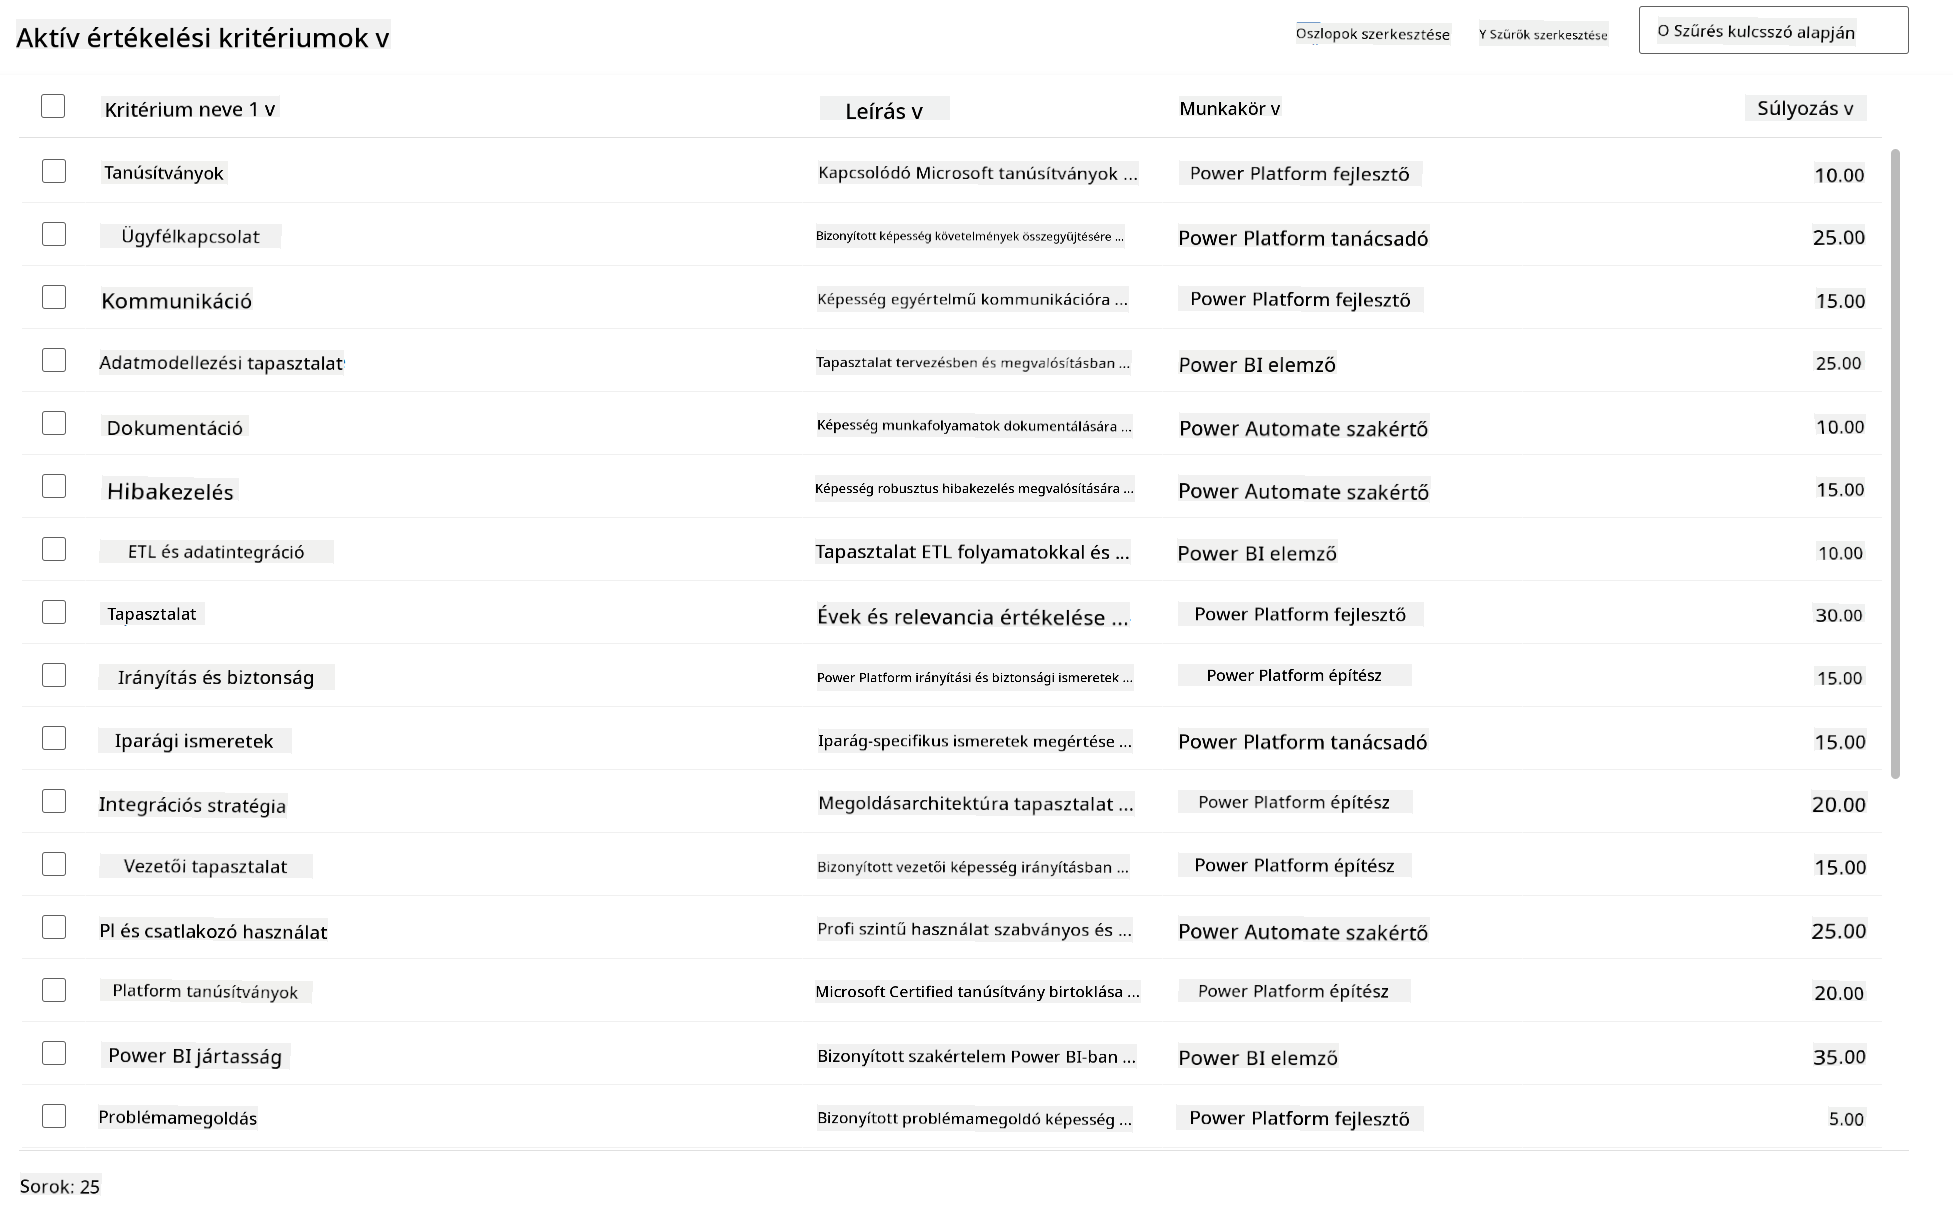 Aktív értékelési kritériumok v
Oszlopok szerkesztése
Y Szűrők szerkesztése
O Szűrés kulcsszó alapján
Kritérium neve 1 v Leírás v Munkakör v Súlyozás v
Tanúsítványok Kapcsolódó Microsoft tanúsítványok ... Power Platform fejlesztő 10.00
Ügyfélkapcsolat Bizonyított képesség követelmények összegyűjtésére ... Power Platform tanácsadó 25.00
Kommunikáció Képesség egyértelmű kommunikációra ... Power Platform fejlesztő 15.00
Adatmodellezési tapasztalat Tapasztalat tervezésben és megvalósításban ... Power BI elemző 25.00
Dokumentáció Képesség munkafolyamatok dokumentálására ... Power Automate szakértő 10.00
Hibakezelés Képesség robusztus hibakezelés megvalósítására ... Power Automate szakértő 15.00
ETL és adatintegráció Tapasztalat ETL folyamatokkal és ... Power BI elemző 10.00
Tapasztalat Évek és relevancia értékelése ... Power Platform fejlesztő 30.00
Irányítás és biztonság Power Platform irányítási és biztonsági ismeretek ... Power Platform építész 15.00
Iparági ismeretek Iparág-specifikus ismeretek megértése ... Power Platform tanácsadó 15.00
Integrációs stratégia Megoldásarchitektúra tapasztalat ... Power Platform építész 20.00
Vezetői tapasztalat Bizonyított vezetői képesség irányításban ... Power Platform építész 15.00
Pl és csatlakozó használat Profi szintű használat szabványos és ... Power Automate szakértő 25.00
Platform tanúsítványok Microsoft Certified tanúsítvány birtoklása ... Power Platform építész 20.00
Power BI jártasság Bizonyított szakértelem Power BI-ban ... Power BI elemző 35.00
Problémamegoldás Bizonyított problémamegoldó képesség ... Power Platform fejlesztő 5.00
Sorok: 25